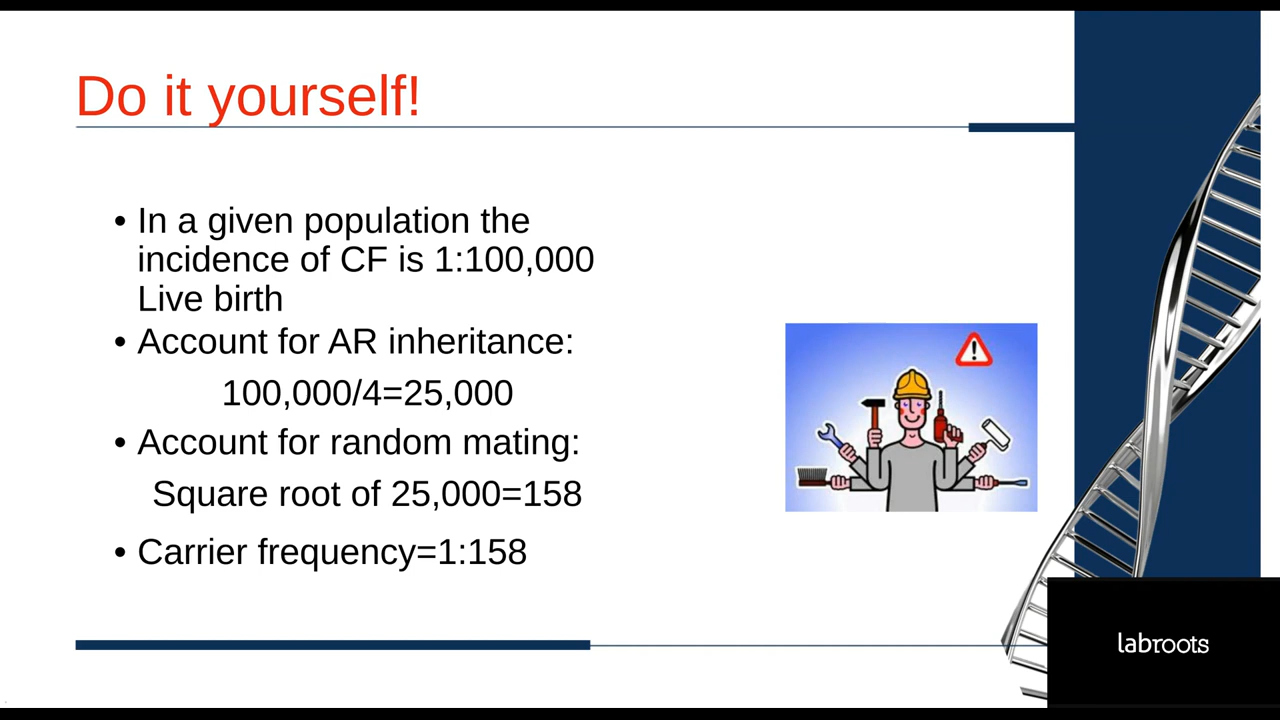 Do it yourself!
• In a given population the
incidence of CF is 1:100,000
Live birth
• Account for AR inheritance:
100,000/4=25,000
• Account for random mating:
Square root of 25,000=158
• Carrier frequency=1:158
labroots